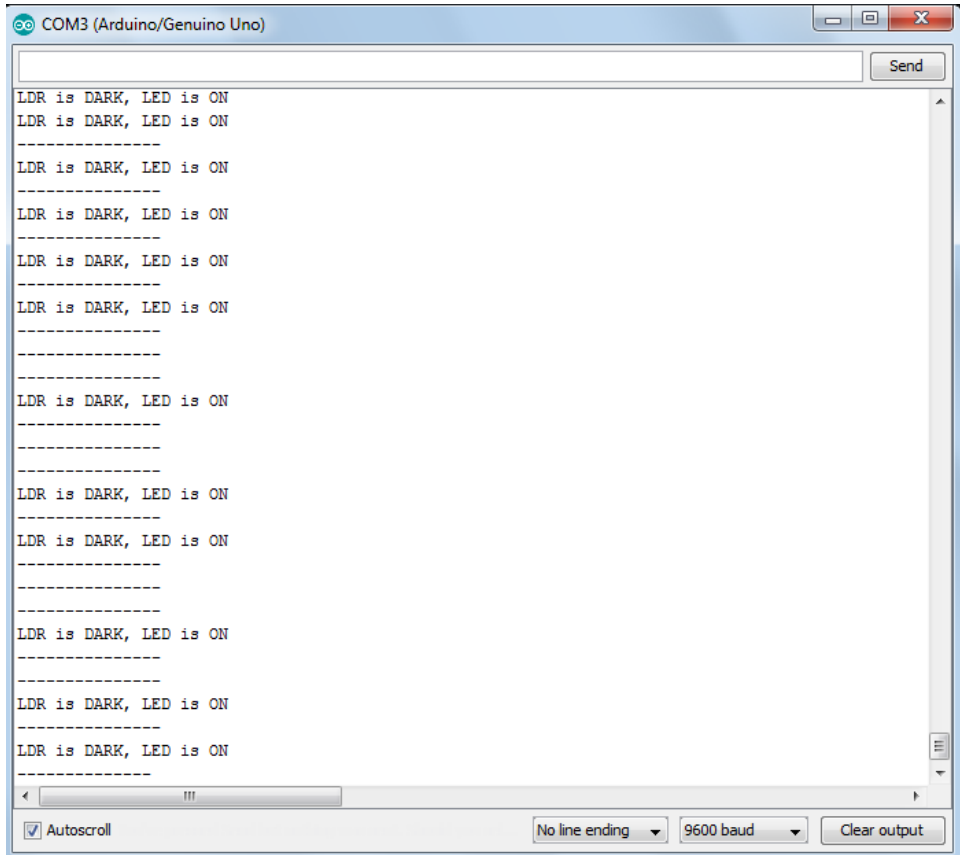 COM3 (Arduino/Genuino Uno)
Send
LDR is DARK, LED is ON
LDR is DARK, LED is ON
---------------
LDR is DARK, LED is ON
---------------
LDR is DARK, LED is ON
---------------
LDR is DARK, LED is ON
---------------
LDR is DARK, LED is ON
---------------
---------------
---------------
LDR is DARK, LED is ON
---------------
---------------
---------------
LDR is DARK, LED is ON
---------------
LDR is DARK, LED is ON
---------------
---------------
---------------
LDR is DARK, LED is ON
---------------
---------------
LDR is DARK, LED is ON
---------------
LDR is DARK, LED is ON
--------------
Autoscroll
No line ending
9600 baud
Clear output